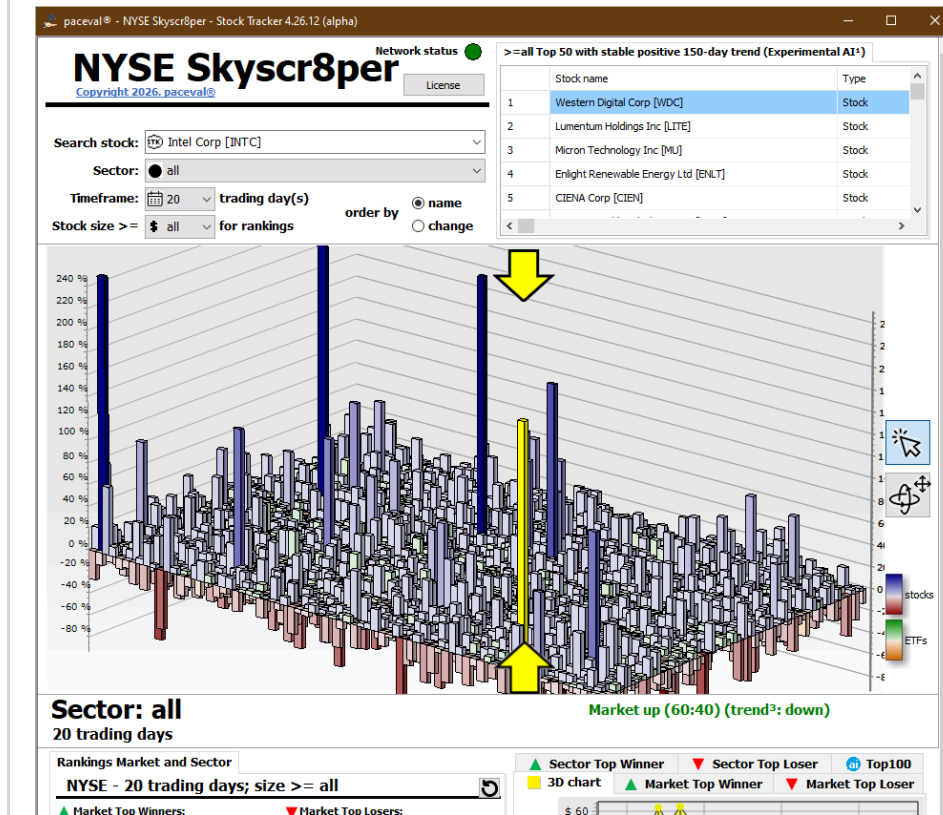 paceval® - NYSE Skyscr8per - Stock Tracker 4.26.12 (alpha)
NYSE Skyscr8per
Copyright 2026. paceval®
Network status
License
Search stock: Intel Corp [INTC]
Sector: all
Timeframe: 20 trading day(s)
Stock size >= $ all for rankings
order by
name
change
>=all Top 50 with stable positive 150-day trend (Experimental AI¹)
Stock name Type
1 Western Digital Corp [WDC] Stock
2 Lumentum Holdings Inc [LITE] Stock
3 Micron Technology Inc [MU] Stock
4 Enlight Renewable Energy Ltd [ENLT] Stock
5 CIENA Corp [CIEN] Stock
240 %
220 %
200 %
180 %
160 %
140 %
120 %
100 %
80 %
60 %
40 %
20 %
0 %
-20 %
-40 %
-60 %
-80 %
stocks
ETFs
Sector: all
20 trading days
Market up (60:40) (trend³: down)
Rankings Market and Sector
NYSE - 20 trading days; size >= all
Market Top Winners:
Market Top Losers:
Sector Top Winner
Sector Top Loser
ai Top100
3D chart
Market Top Winner
Market Top Loser
$ 60